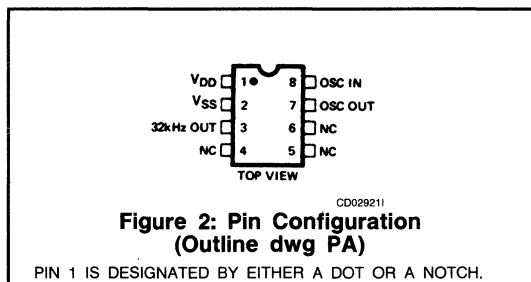 VDD 1 8 OSC IN
VSS 2 7 OSC OUT
32kHz OUT 3 6 NC
NC 4 5 NC
TOP VIEW
CD02921I
Figure 2: Pin Configuration
(Outline dwg PA)
PIN 1 IS DESIGNATED BY EITHER A DOT OR A NOTCH.